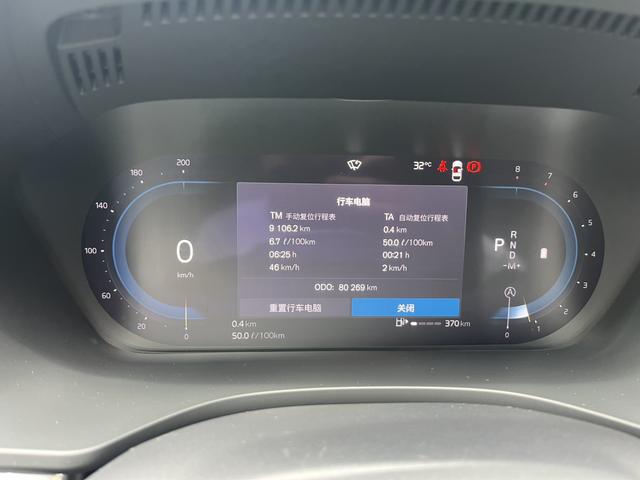 200
180
140
100
60
20
0
0
km/h
32°C
P
行车电脑
TM 手动复位行程表
TA 自动复位行程表
9 106.2 km
0.4 km
6.7 ℓ/100km
50.0 ℓ/100km
06:25 h
00:21 h
46 km/h
2 km/h
ODO: 80 269 km
重置行车电脑
关闭
0.4 km
50.0 ℓ/100km
370 km
P
R
N
D
-M+
A
8
7
6
5
4
3
2
1
0